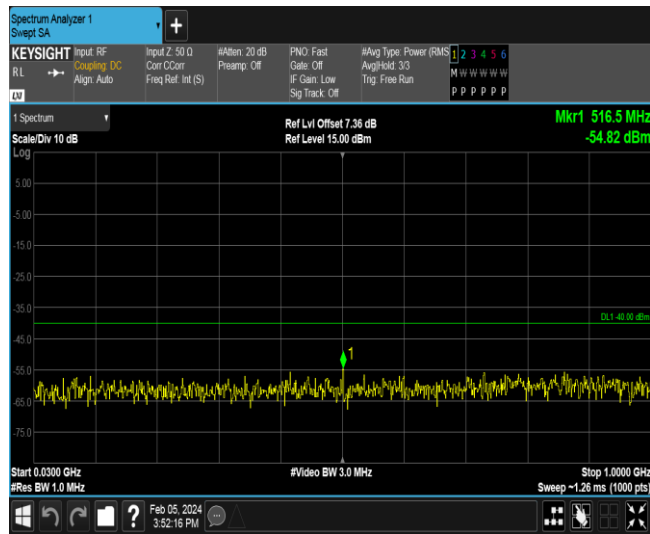 Spectrum Analyzer 1
Swept SA
+
KEYSIGHT Input: RF Input Z: 50 Ω #Atten: 20 dB PNO: Fast #Avg Type: Power (RMS 1 2 3 4 5 6
RL Coupling: DC Corr CCorr Preamp: Off Gate: Off Avg|Hold: 3/3 M W W W W W
Align: Auto Freq Ref: Int (S) IF Gain: Low Trig: Free Run
Sig Track: Off P P P P P P
LXI
1 Spectrum Ref Lvl Offset 7.36 dB Mkr1 516.5 MHz
Scale/Div 10 dB Ref Level 15.00 dBm -54.82 dBm
Log
5.00
-5.00
-15.0
-25.0
-35.0
DL1 -40.00 dBm
-45.0
1
-55.0
-65.0
-75.0
Start 0.0300 GHz #Video BW 3.0 MHz Stop 1.0000 GHz
#Res BW 1.0 MHz Sweep ~1.26 ms (1000 pts)
? Feb 05, 2024
3:52:16 PM